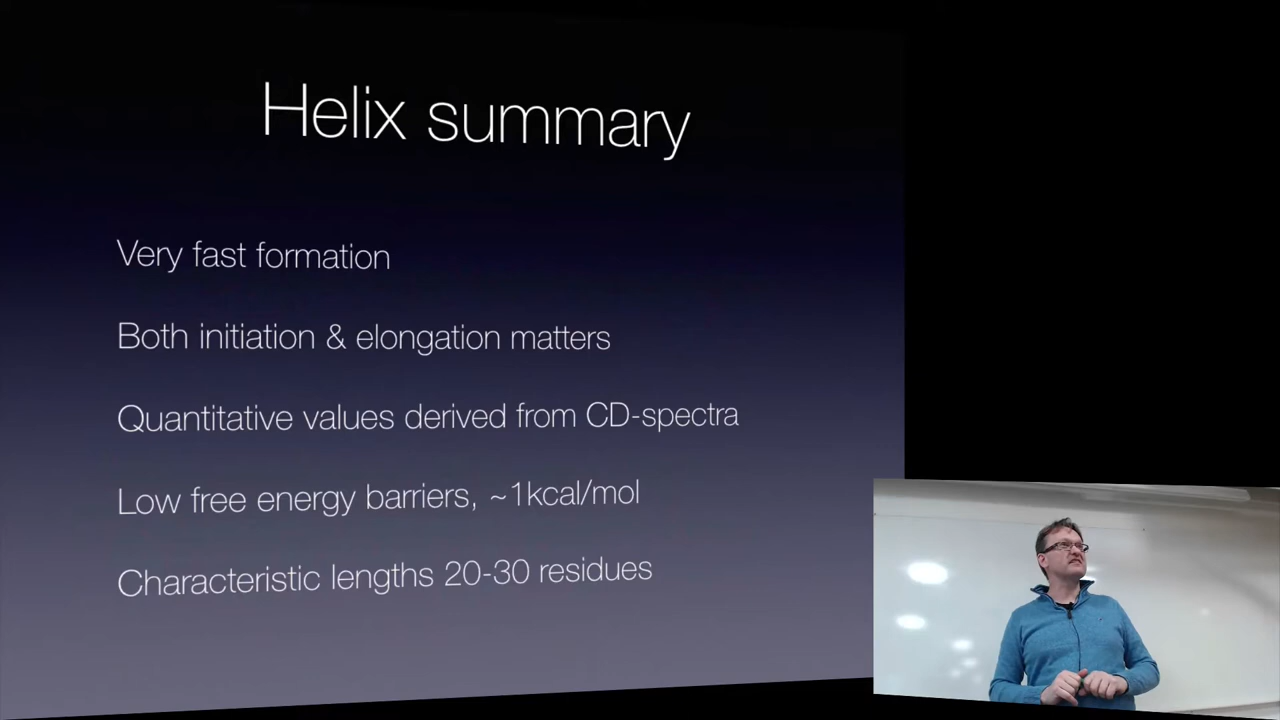 Helix summary
Very fast formation
Both initiation & elongation matters
Quantitative values derived from CD-spectra
Low free energy barriers, ~1kcal/mol
Characteristic lengths 20-30 residues